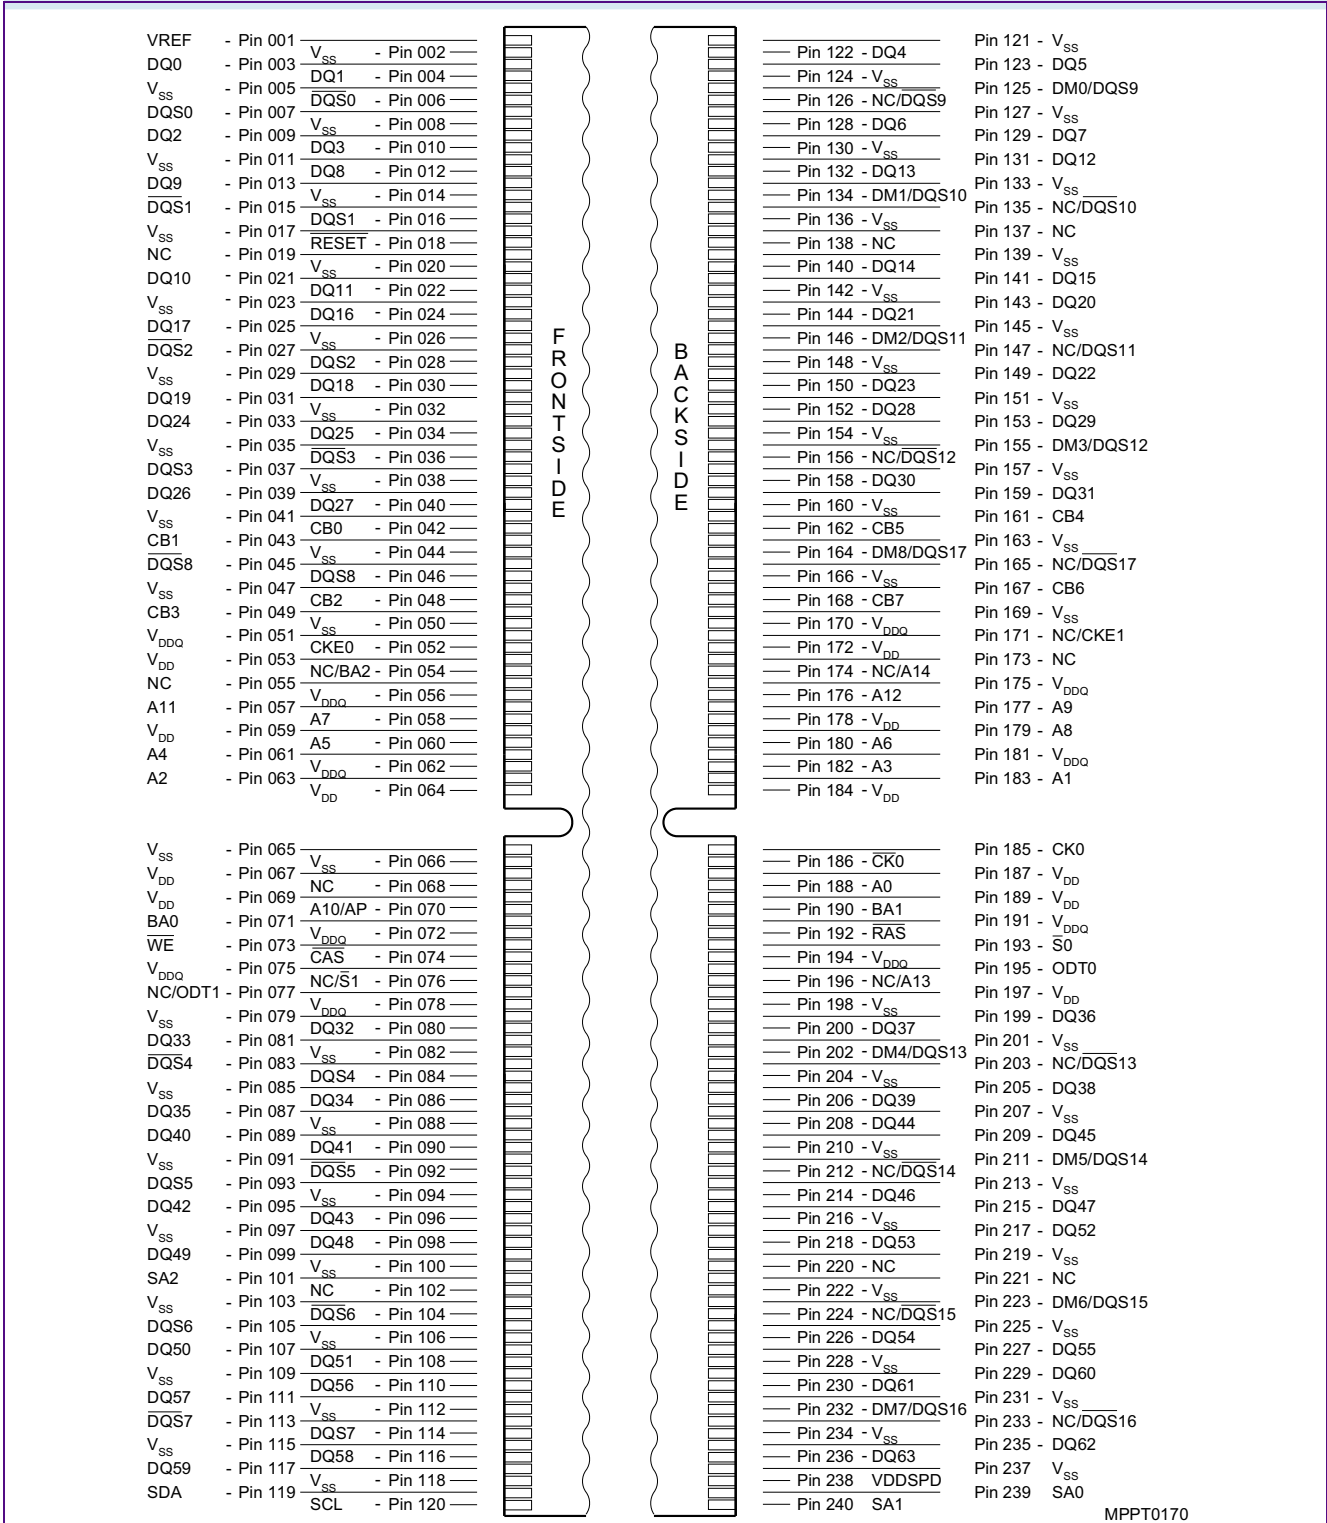 VREF - Pin 001
VSS - Pin 002
DQ0 - Pin 003
DQ1 - Pin 004
VSS - Pin 005
DQS0 - Pin 006
DQS0 - Pin 007
VSS - Pin 008
DQ2 - Pin 009
DQ3 - Pin 010
VSS - Pin 011
DQ8 - Pin 012
DQ9 - Pin 013
VSS - Pin 014
DQS1 - Pin 015
DQS1 - Pin 016
VSS - Pin 017
RESET - Pin 018
NC - Pin 019
VSS - Pin 020
DQ10 - Pin 021
DQ11 - Pin 022
VSS - Pin 023
DQ16 - Pin 024
DQ17 - Pin 025
VSS - Pin 026
DQS2 - Pin 027
DQS2 - Pin 028
VSS - Pin 029
DQ18 - Pin 030
DQ19 - Pin 031
VSS - Pin 032
DQ24 - Pin 033
DQ25 - Pin 034
VSS - Pin 035
DQS3 - Pin 036
DQS3 - Pin 037
VSS - Pin 038
DQ26 - Pin 039
DQ27 - Pin 040
VSS - Pin 041
CB0 - Pin 042
CB1 - Pin 043
VSS - Pin 044
DQS8 - Pin 045
DQS8 - Pin 046
VSS - Pin 047
CB2 - Pin 048
CB3 - Pin 049
VSS - Pin 050
VDDQ - Pin 051
CKE0 - Pin 052
VDD - Pin 053
NC/BA2 - Pin 054
NC - Pin 055
VDDQ - Pin 056
A11 - Pin 057
A7 - Pin 058
VDD - Pin 059
A5 - Pin 060
A4 - Pin 061
VDDQ - Pin 062
A2 - Pin 063
VDD - Pin 064
VSS - Pin 065
VSS - Pin 066
VDD - Pin 067
NC - Pin 068
VDD - Pin 069
A10/AP - Pin 070
BA0 - Pin 071
VDDQ - Pin 072
WE - Pin 073
CAS - Pin 074
VDDQ - Pin 075
NC/S1 - Pin 076
NC/ODT1 - Pin 077
VDDQ - Pin 078
VSS - Pin 079
DQ32 - Pin 080
DQ33 - Pin 081
VSS - Pin 082
DQS4 - Pin 083
DQS4 - Pin 084
VSS - Pin 085
DQ34 - Pin 086
DQ35 - Pin 087
VSS - Pin 088
DQ40 - Pin 089
DQ41 - Pin 090
VSS - Pin 091
DQS5 - Pin 092
DQS5 - Pin 093
VSS - Pin 094
DQ42 - Pin 095
DQ43 - Pin 096
VSS - Pin 097
DQ48 - Pin 098
DQ49 - Pin 099
VSS - Pin 100
SA2 - Pin 101
NC - Pin 102
VSS - Pin 103
DQS6 - Pin 104
DQS6 - Pin 105
VSS - Pin 106
DQ50 - Pin 107
DQ51 - Pin 108
VSS - Pin 109
DQ56 - Pin 110
DQ57 - Pin 111
VSS - Pin 112
DQS7 - Pin 113
DQS7 - Pin 114
VSS - Pin 115
DQ58 - Pin 116
DQ59 - Pin 117
VSS - Pin 118
SDA - Pin 119
SCL - Pin 120
FRONTSIDE
BACKSIDE
Pin 121 - VSS
Pin 122 - DQ4
Pin 123 - DQ5
Pin 124 - VSS
Pin 125 - DM0/DQS9
Pin 126 - NC/DQS9
Pin 127 - VSS
Pin 128 - DQ6
Pin 129 - DQ7
Pin 130 - VSS
Pin 131 - DQ12
Pin 132 - DQ13
Pin 133 - VSS
Pin 134 - DM1/DQS10
Pin 135 - NC/DQS10
Pin 136 - VSS
Pin 137 - NC
Pin 138 - NC
Pin 139 - VSS
Pin 140 - DQ14
Pin 141 - DQ15
Pin 142 - VSS
Pin 143 - DQ20
Pin 144 - DQ21
Pin 145 - VSS
Pin 146 - DM2/DQS11
Pin 147 - NC/DQS11
Pin 148 - VSS
Pin 149 - DQ22
Pin 150 - DQ23
Pin 151 - VSS
Pin 152 - DQ28
Pin 153 - DQ29
Pin 154 - VSS
Pin 155 - DM3/DQS12
Pin 156 - NC/DQS12
Pin 157 - VSS
Pin 158 - DQ30
Pin 159 - DQ31
Pin 160 - VSS
Pin 161 - CB4
Pin 162 - CB5
Pin 163 - VSS
Pin 164 - DM8/DQS17
Pin 165 - NC/DQS17
Pin 166 - VSS
Pin 167 - CB6
Pin 168 - CB7
Pin 169 - VSS
Pin 170 - VDDQ
Pin 171 - NC/CKE1
Pin 172 - VDD
Pin 173 - NC
Pin 174 - NC/A14
Pin 175 - VDDQ
Pin 176 - A12
Pin 177 - A9
Pin 178 - VDD
Pin 179 - A8
Pin 180 - A6
Pin 181 - VDDQ
Pin 182 - A3
Pin 183 - A1
Pin 184 - VDD
Pin 185 - CK0
Pin 186 - CK0
Pin 187 - VDD
Pin 188 - A0
Pin 189 - VDD
Pin 190 - BA1
Pin 191 - VDDQ
Pin 192 - RAS
Pin 193 - S0
Pin 194 - VDDQ
Pin 195 - ODT0
Pin 196 - NC/A13
Pin 197 - VDD
Pin 198 - VSS
Pin 199 - DQ36
Pin 200 - DQ37
Pin 201 - VSS
Pin 202 - DM4/DQS13
Pin 203 - NC/DQS13
Pin 204 - VSS
Pin 205 - DQ38
Pin 206 - DQ39
Pin 207 - VSS
Pin 208 - DQ44
Pin 209 - DQ45
Pin 210 - VSS
Pin 211 - DM5/DQS14
Pin 212 - NC/DQS14
Pin 213 - VSS
Pin 214 - DQ46
Pin 215 - DQ47
Pin 216 - VSS
Pin 217 - DQ52
Pin 218 - DQ53
Pin 219 - VSS
Pin 220 - NC
Pin 221 - NC
Pin 222 - VSS
Pin 223 - DM6/DQS15
Pin 224 - NC/DQS15
Pin 225 - VSS
Pin 226 - DQ54
Pin 227 - DQ55
Pin 228 - VSS
Pin 229 - DQ60
Pin 230 - DQ61
Pin 231 - VSS
Pin 232 - DM7/DQS16
Pin 233 - NC/DQS16
Pin 234 - VSS
Pin 235 - DQ62
Pin 236 - DQ63
Pin 237 VSS
Pin 238 VDDSPD
Pin 239 SA0
Pin 240 SA1
MPPT0170